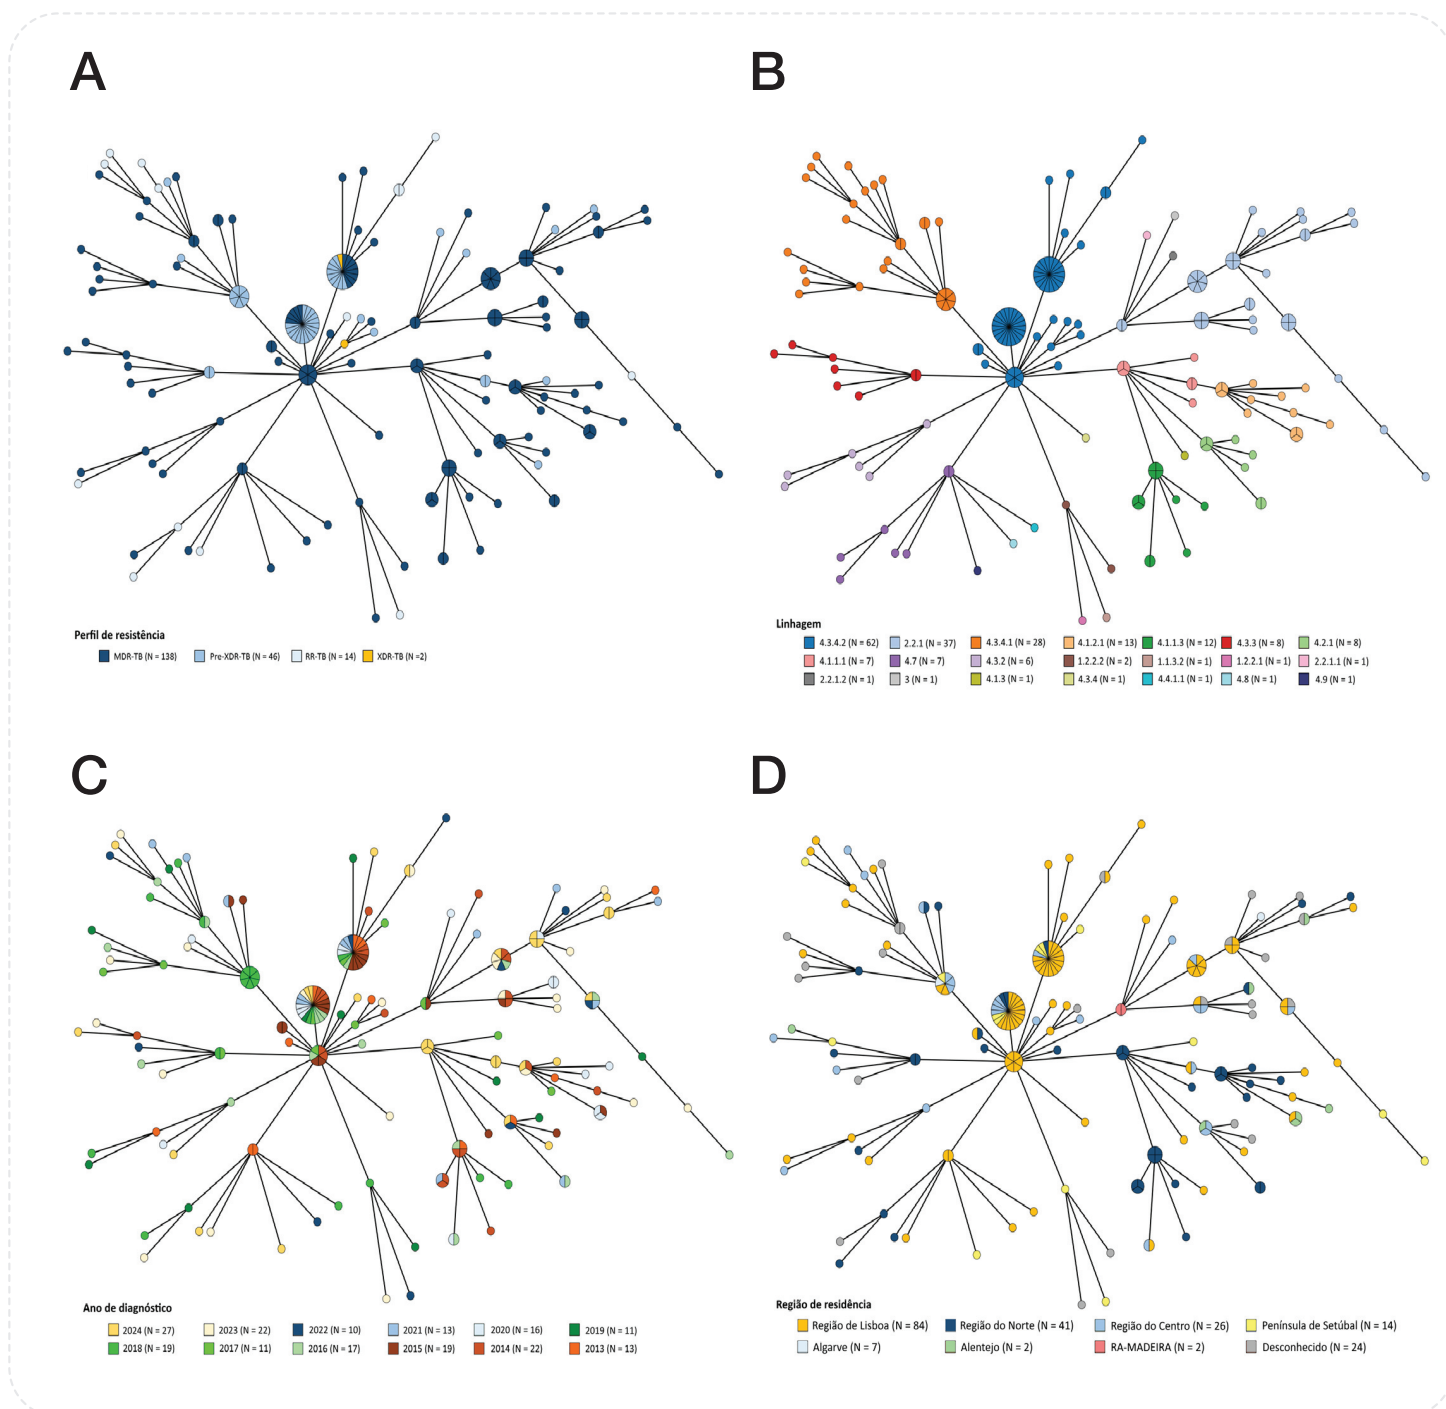 A
B
Perfil de resistência
MDR-TB (N = 138) Pre-XDR-TB (N = 46) RR-TB (N = 14) XDR-TB (N =2)
Linhagem
4.3.4.2 (N = 62) 2.2.1 (N = 37) 4.3.4.1 (N = 28) 4.1.2.1 (N = 13) 4.1.1.3 (N = 12) 4.3.3 (N = 8) 4.2.1 (N = 8)
4.1.1.1 (N = 7) 4.7 (N = 7) 4.3.2 (N = 6) 1.2.2.2 (N = 2) 1.1.3.2 (N = 1) 1.2.2.1 (N = 1) 2.2.1.1 (N = 1)
2.2.1.2 (N = 1) 3 (N = 1) 4.1.3 (N = 1) 4.3.4 (N = 1) 4.4.1.1 (N = 1) 4.8 (N = 1) 4.9 (N = 1)
C
D
Ano de diagnóstico
2024 (N = 27) 2023 (N = 22) 2022 (N = 10) 2021 (N = 13) 2020 (N = 16) 2019 (N = 11)
2018 (N = 19) 2017 (N = 11) 2016 (N = 17) 2015 (N = 19) 2014 (N = 22) 2013 (N = 13)
Região de residência
Região de Lisboa (N = 84) Região do Norte (N = 41) Região do Centro (N = 26) Península de Setúbal (N = 14)
Algarve (N = 7) Alentejo (N = 2) RA-MADEIRA (N = 2) Desconhecido (N = 24)